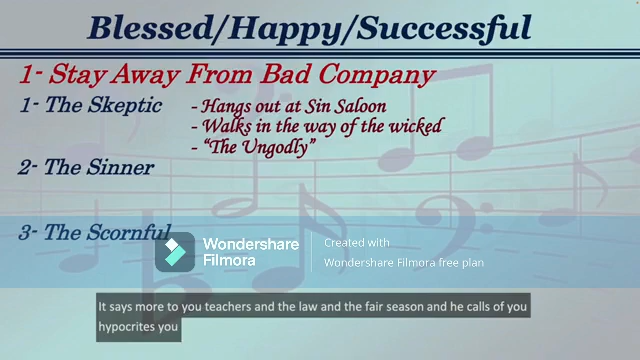 Blessed/Happy/Successful
1- Stay Away From Bad Company
1- The Skeptic
- Hangs out at Sin Saloon
- Walks in the way of the wicked
- “The Ungodly”
2- The Sinner
3- The Scornful
Wondershare
Filmora
Created with
Wondershare Filmora free plan
It says more to you teachers and the law and the fair season and he calls of you
hypocrites you